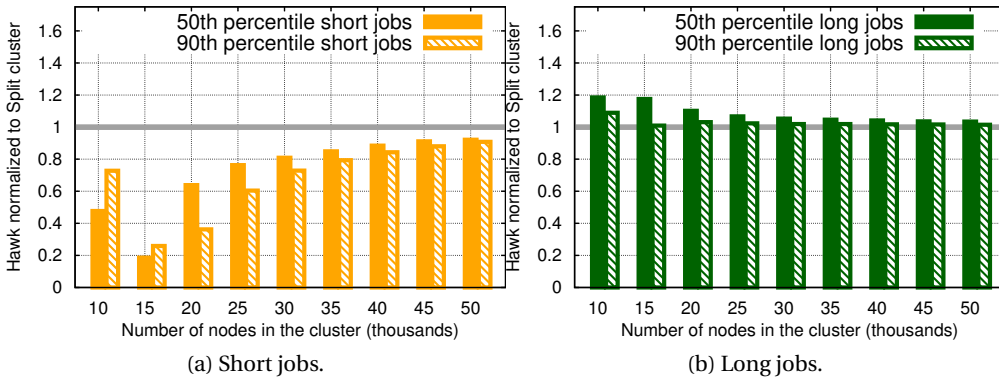 50th percentile short jobs
90th percentile short jobs
Hawk normalized to Split cluster
1.6
1.4
1.2
1
0.8
0.6
0.4
0.2
0
10 15 20 25 30 35 40 45 50
Number of nodes in the cluster (thousands)
(a) Short jobs.
50th percentile long jobs
90th percentile long jobs
Hawk normalized to Split cluster
1.6
1.4
1.2
1
0.8
0.6
0.4
0.2
0
10 15 20 25 30 35 40 45 50
Number of nodes in the cluster (thousands)
(b) Long jobs.